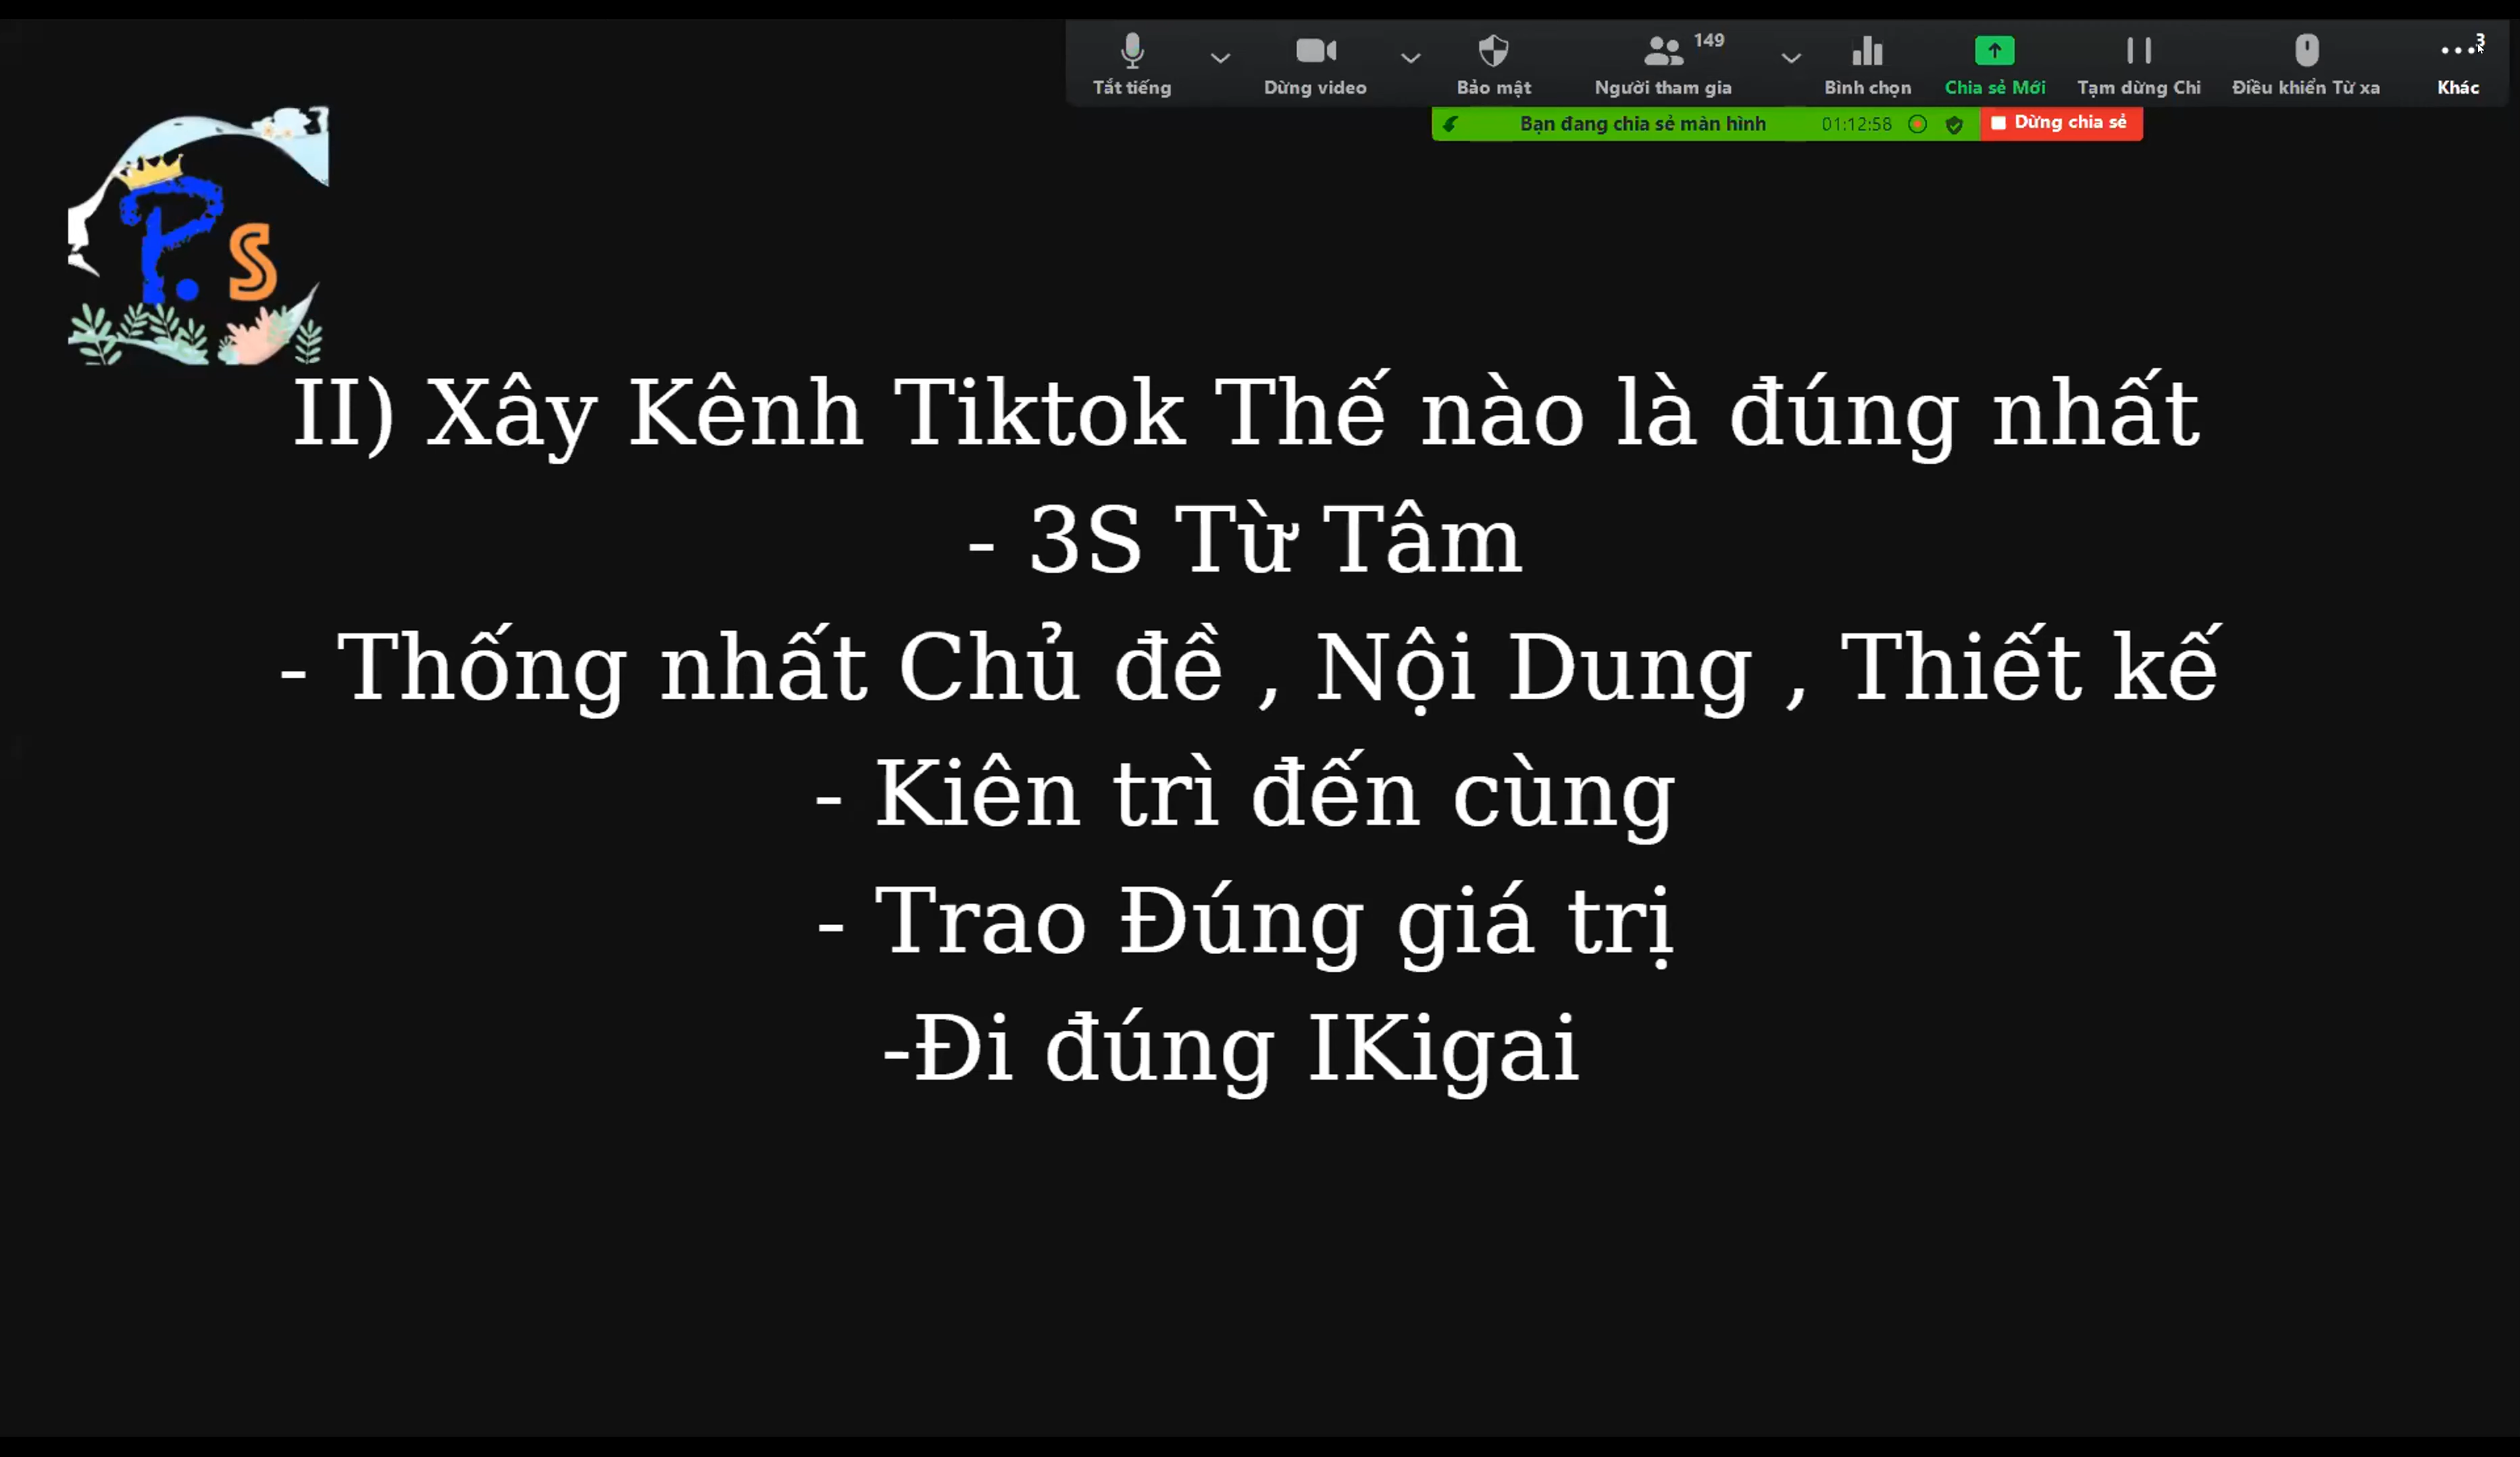 149
3
Tắt tiếng
Dừng video
Bảo mật
Người tham gia
Bình chọn
Chia sẻ Mới
Tạm dừng Chi
Điều khiển Từ xa
Khác
Bạn đang chia sẻ màn hình
01:12:58
Dừng chia sẻ
P.s
II) Xây Kênh Tiktok Thế nào là đúng nhất
- 3S Từ Tâm
- Thống nhất Chủ đề , Nội Dung , Thiết kế
- Kiên trì đến cùng
- Trao Đúng giá trị
-Đi đúng IKigai